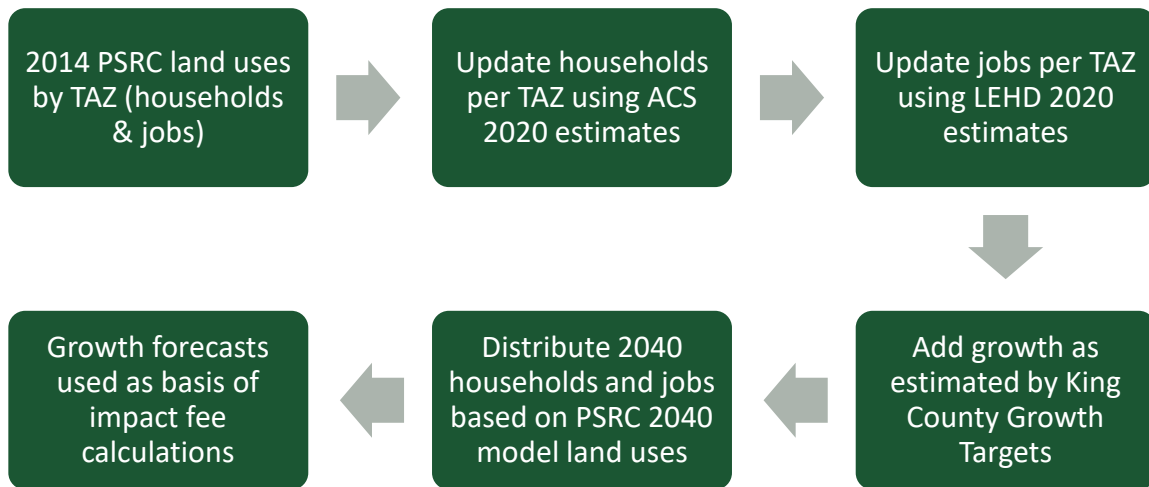 2014 PSRC land uses
by TAZ (households
& jobs)
Update households
per TAZ using ACS
2020 estimates
Update jobs per TAZ
using LEHD 2020
estimates
Add growth as
estimated by King
County Growth
Targets
Distribute 2040
households and jobs
based on PSRC 2040
model land uses
Growth forecasts
used as basis of
impact fee
calculations